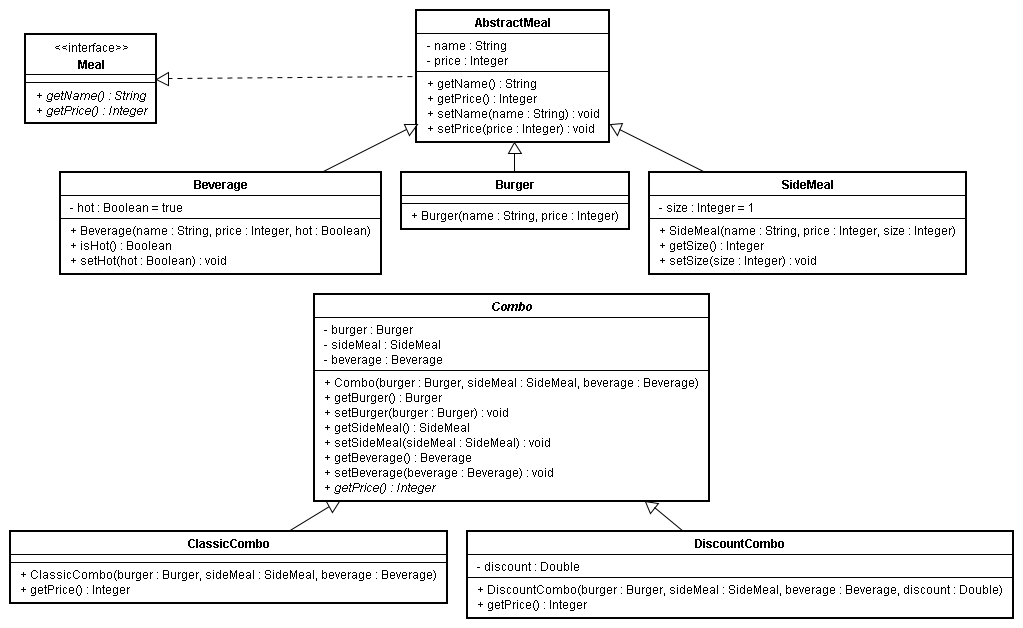 <<interface>>
Meal
+ getName() : String
+ getPrice() : Integer
AbstractMeal
- name : String
- price : Integer
+ getName() : String
+ getPrice() : Integer
+ setName(name : String) : void
+ setPrice(price : Integer) : void
Beverage
- hot : Boolean = true
+ Beverage(name : String, price : Integer, hot : Boolean)
+ isHot() : Boolean
+ setHot(hot : Boolean) : void
Burger
+ Burger(name : String, price : Integer)
SideMeal
- size : Integer = 1
+ SideMeal(name : String, price : Integer, size : Integer)
+ getSize() : Integer
+ setSize(size : Integer) : void
Combo
- burger : Burger
- sideMeal : SideMeal
- beverage : Beverage
+ Combo(burger : Burger, sideMeal : SideMeal, beverage : Beverage)
+ getBurger() : Burger
+ setBurger(burger : Burger) : void
+ getSideMeal() : SideMeal
+ setSideMeal(sideMeal : SideMeal) : void
+ getBeverage() : Beverage
+ setBeverage(beverage : Beverage) : void
+ getPrice() : Integer
ClassicCombo
+ ClassicCombo(burger : Burger, sideMeal : SideMeal, beverage : Beverage)
+ getPrice() : Integer
DiscountCombo
- discount : Double
+ DiscountCombo(burger : Burger, sideMeal : SideMeal, beverage : Beverage, discount : Double)
+ getPrice() : Integer